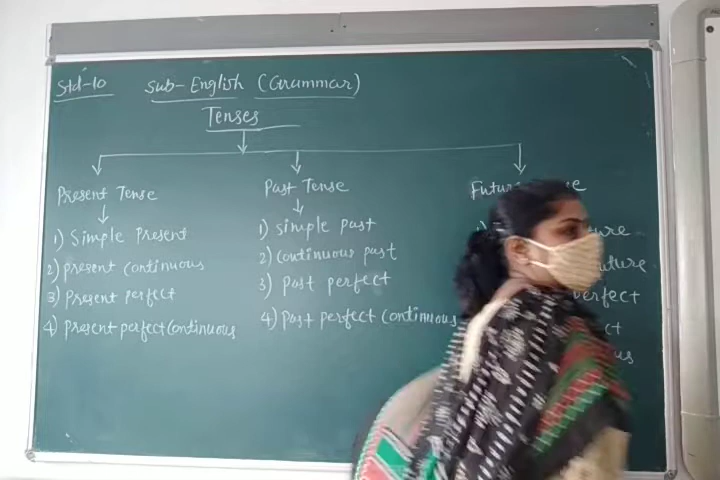 Std-10 Sub-English (Grammar)
Tenses
Present Tense
1) Simple Present
2) Present continuous
3) Present perfect
4) Present perfect continuous
Past Tense
1) Simple past
2) Continuous past
3) Past perfect
4) Past perfect Continuous